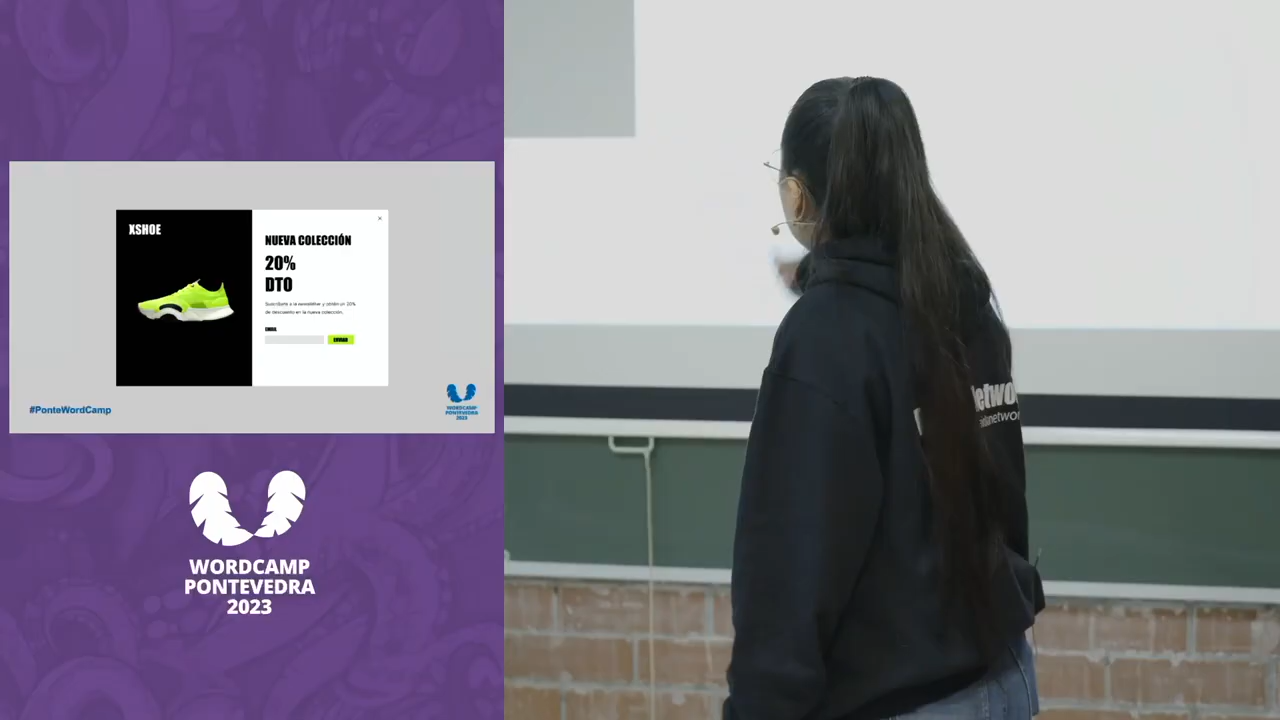 XSHOE
×
NUEVA COLECCIÓN
20%
DTO
Suscríbete a la newsletter y obtén un 20%
de descuento en la nueva colección.
EMAIL
ENVIAR
#PonteWordCamp
WORDCAMP
PONTEVEDRA
2023
WORDCAMP
PONTEVEDRA
2023